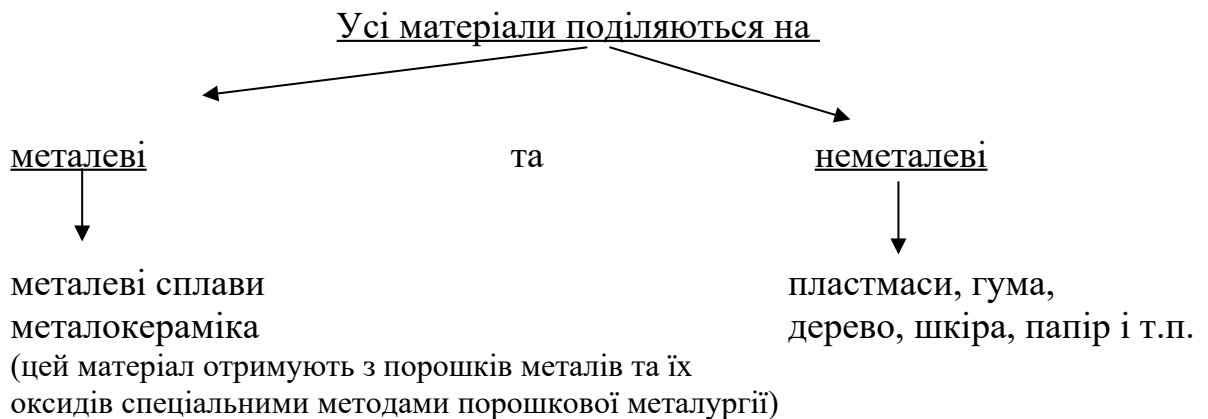 Усі матеріали поділяються на
металеві та неметалеві
металеві сплави
металокераміка
(цей матеріал отримують з порошків металів та їх
оксидів спеціальними методами порошкової металургії)
пластмаси, гума,
дерево, шкіра, папір і т.п.